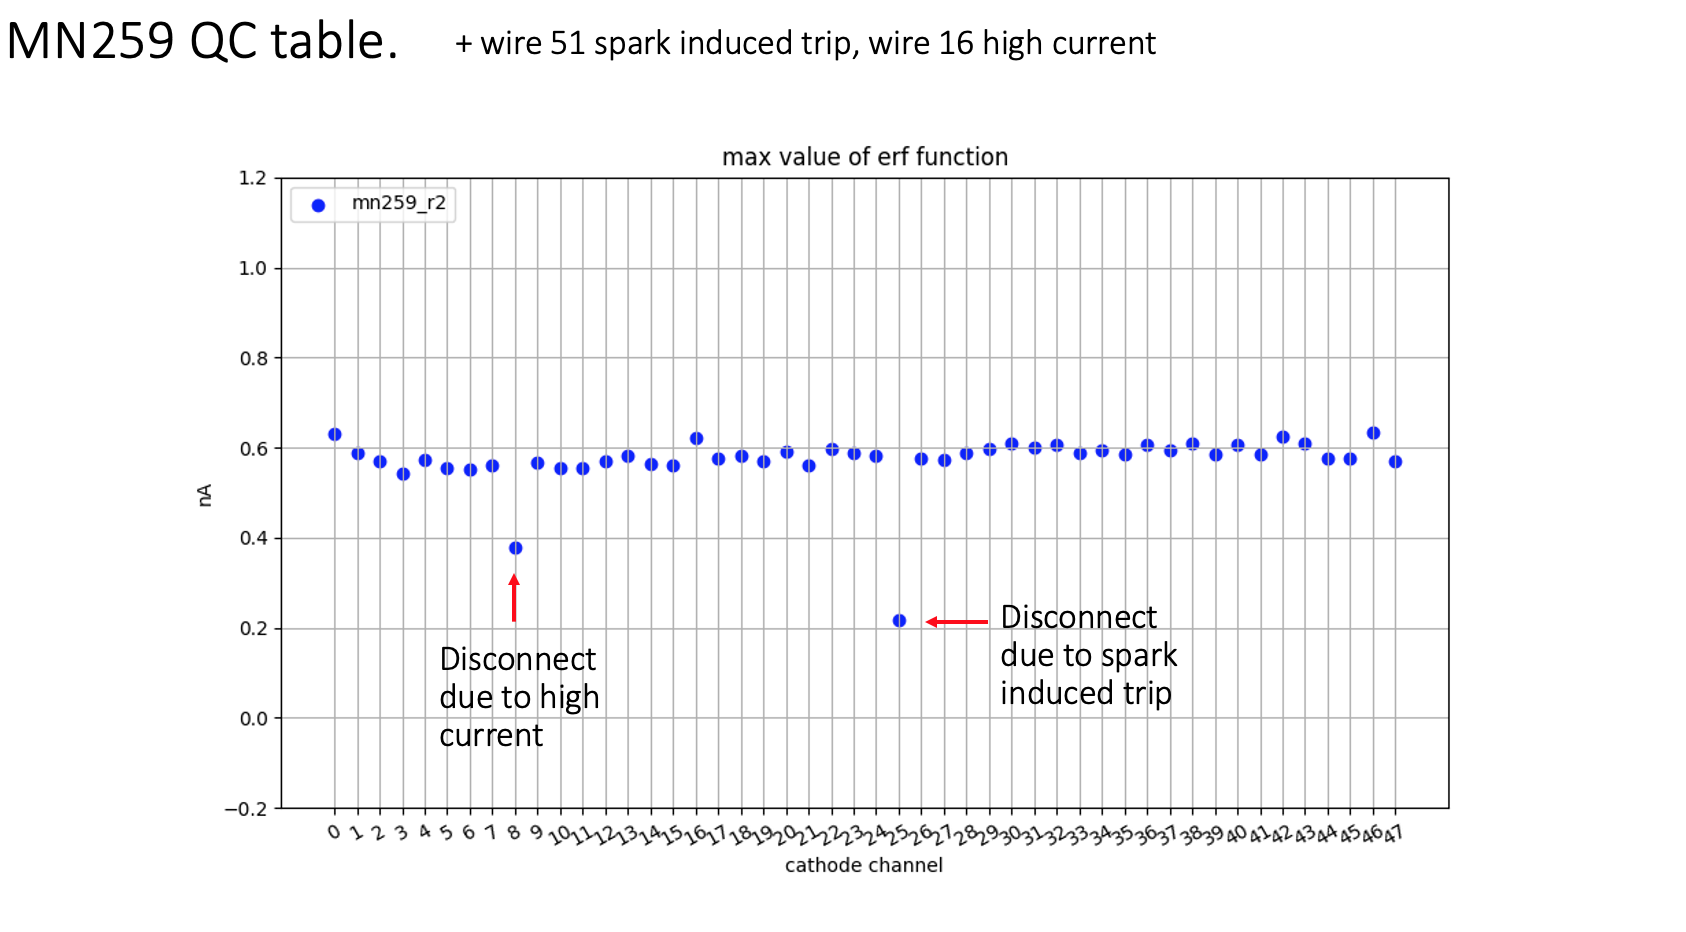 MN259 QC table.
+ wire 51 spark induced trip, wire 16 high current
max value of erf function
mn259_r2
1.2
1.0
0.8
0.6
0.4
0.2
0.0
−0.2
nA
Disconnect
due to high
current
Disconnect
due to spark
induced trip
0 1 2 3 4 5 6 7 8 9 10 11 12 13 14 15 16 17 18 19 20 21 22 23 24 25 26 27 28 29 30 31 32 33 34 35 36 37 38 39 40 41 42 43 44 45 46 47
cathode channel